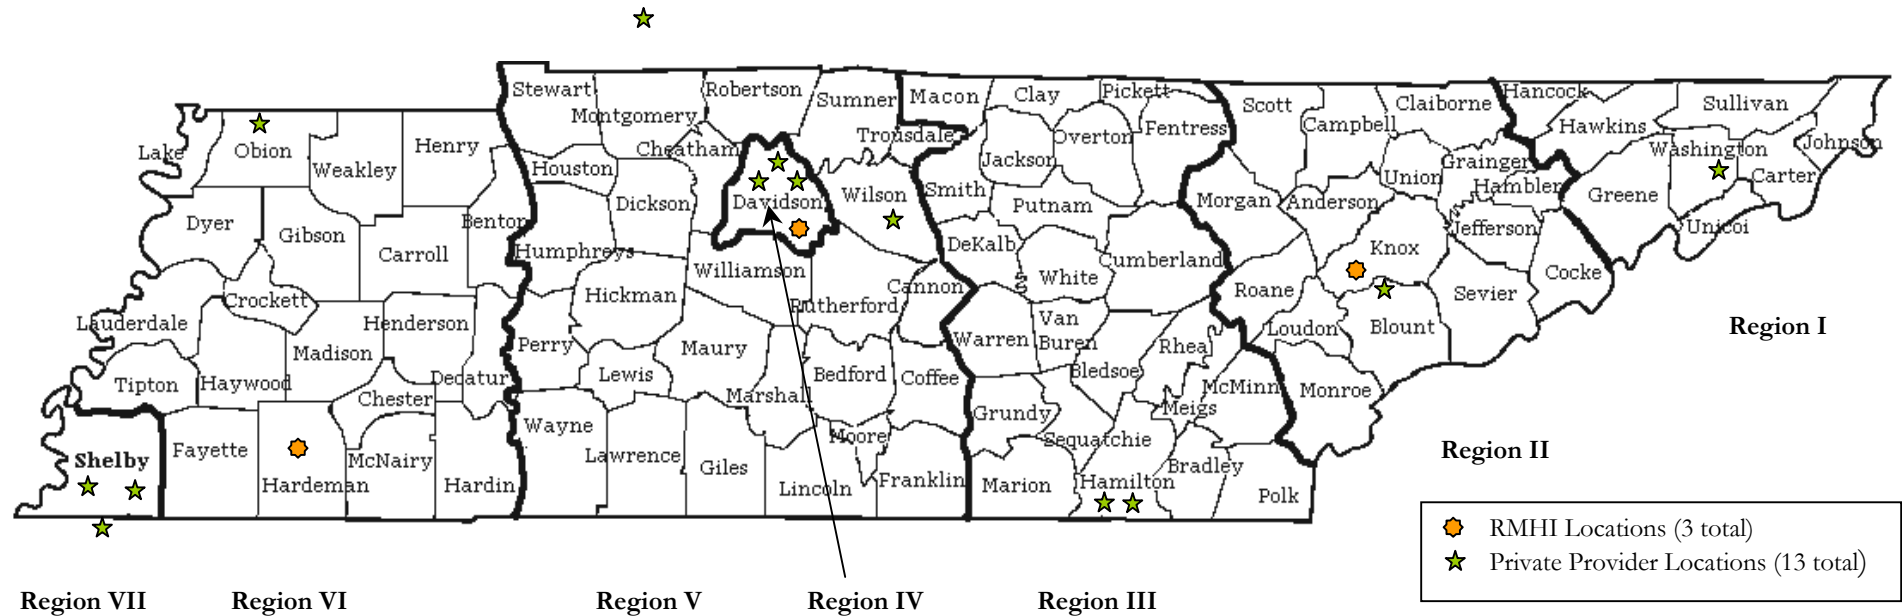 Stewart
Robertson
Sumner
Macon
Clay
Pickett
Scott
Claiborne
Hancock
Sullivan
Montgomery
Trousdale
Overton
Fentress
Campbell
Hawkins
Johnson
Lake
Obion
Weakley
Henry
Houston
Cheatham
Jackson
Grainger
Washington
Carter
Dickson
Davidson
Wilson
Smith
Putnam
Morgan
Anderson
Union
Hambler
Greene
Unicoi
Dyer
Gibson
Carroll
Benton
Humphreys
Williamson
DeKalb
White
Cumberland
Knox
Jefferson
Cocke
Crockett
Hickman
Rutherford
Cannon
Roane
Sevier
Lauderdale
Henderson
Madison
Perry
Maury
Warren
Van
Buren
Rhea
Loudon
Blount
Region I
Tipton
Haywood
Decatur
Lewis
Marshall
Bedford
Coffee
Bledsoe
McMinn
Monroe
Chester
Wayne
Grundy
Meigs
Shelby
Fayette
McNairy
Lawrence
Giles
Moore
Sequatchie
Region II
Hardeman
Hardin
Lincoln
Franklin
Marion
Hamilton
Bradley
Polk
RMHI Locations (3 total)
Private Provider Locations (13 total)
Region VII
Region VI
Region V
Region IV
Region III